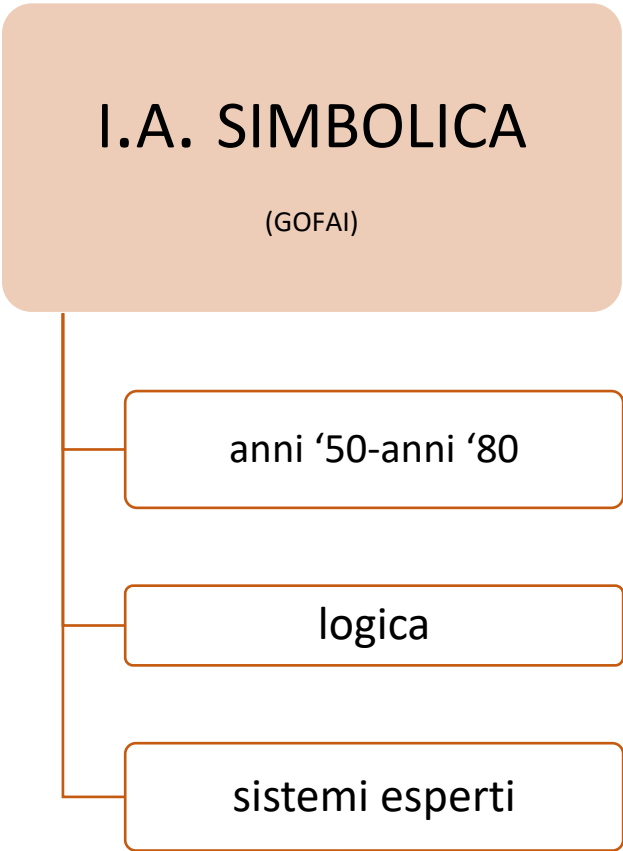 I.A. SIMBOLICA
(GOFAI)
anni ‘50-anni ‘80
logica
sistemi esperti